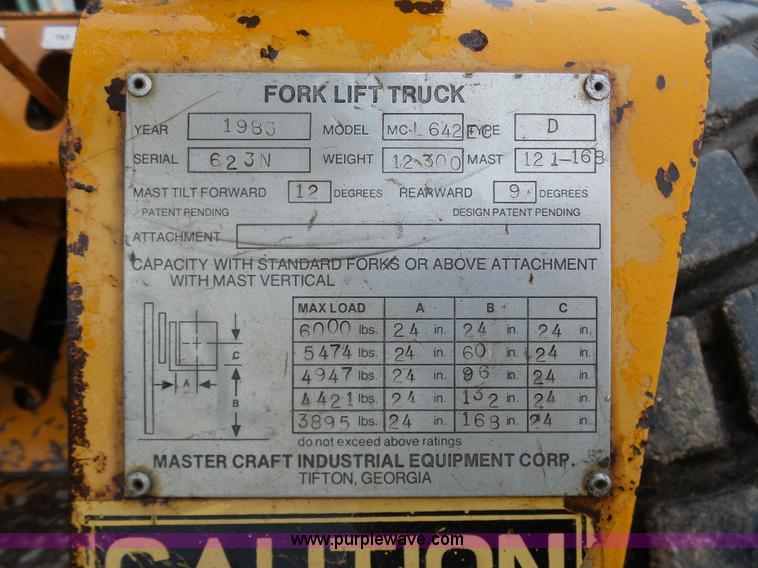 FORK LIFT TRUCK
YEAR 1983 MODEL MC-L642EC TYPE D
SERIAL 623N WEIGHT 12300 MAST 121-168
MAST TILT FORWARD 12 DEGREES REARWARD 9 DEGREES
PATENT PENDING DESIGN PATENT PENDING
ATTACHMENT
CAPACITY WITH STANDARD FORKS OR ABOVE ATTACHMENT
WITH MAST VERTICAL
MAX LOAD A B C
6000 lbs. 24 in. 24 in. 24 in.
5474 lbs. 24 in. 60 in. 24 in.
4947 lbs. 24 in. 96 in. 24 in.
4421 lbs. 24 in. 132 in. 24 in.
3895 lbs. 24 in. 168 in. 24 in.
A B C
do not exceed above ratings
MASTER CRAFT INDUSTRIAL EQUIPMENT CORP.
TIFTON, GEORGIA
CAUTION
www.purplewave.com